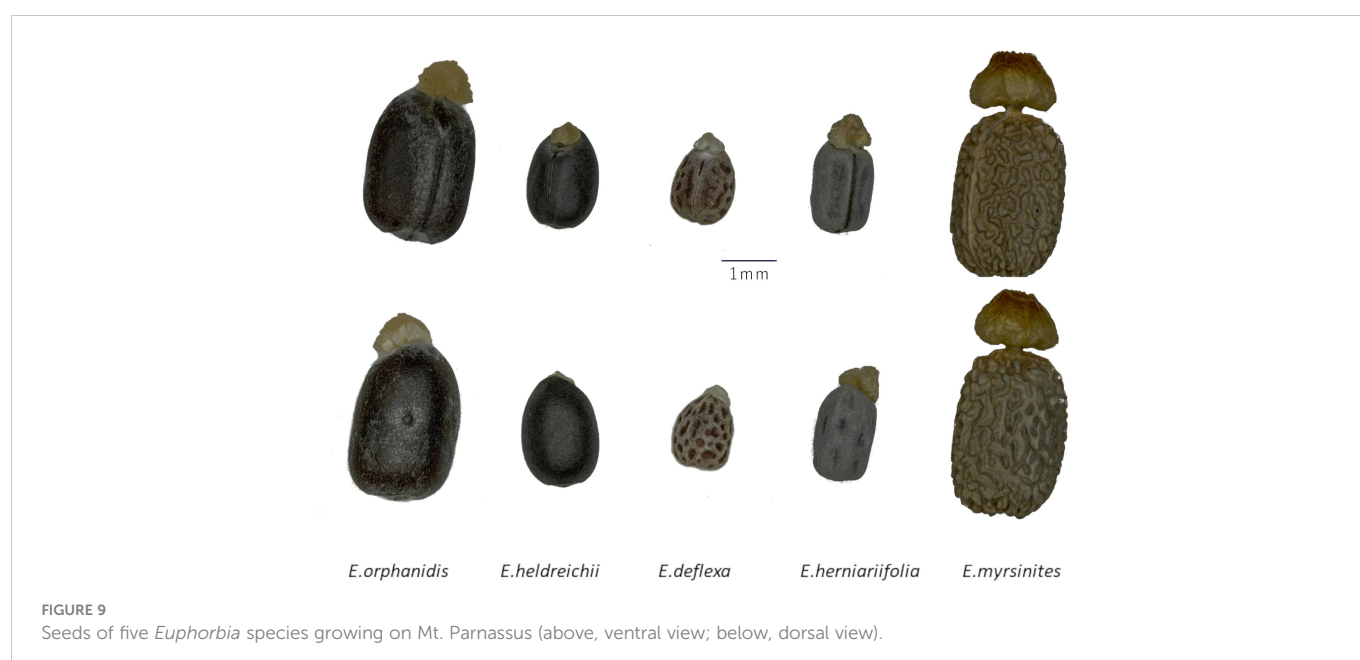 1mm
E.orphanidis E.heldreichii E.deflexa E.herniariifolia E.myrsinites
FIGURE 9
Seeds of five Euphorbia species growing on Mt. Parnassus (above, ventral view; below, dorsal view).